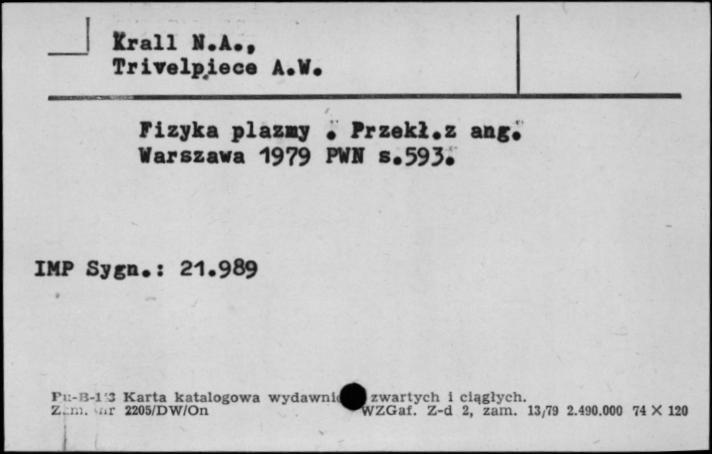 Krall N.A.,
Trivelpiece A.W.
Fizyka plazmy . Przekł.z ang.
Warszawa 1979 PWN s.593.
IMP Sygn.: 21.989
Karta katalogowa zwartych i ciągłych.
2205/DW/On WZGaf. Z-d 2, zam. 13/79 2.490.000 74 X 120